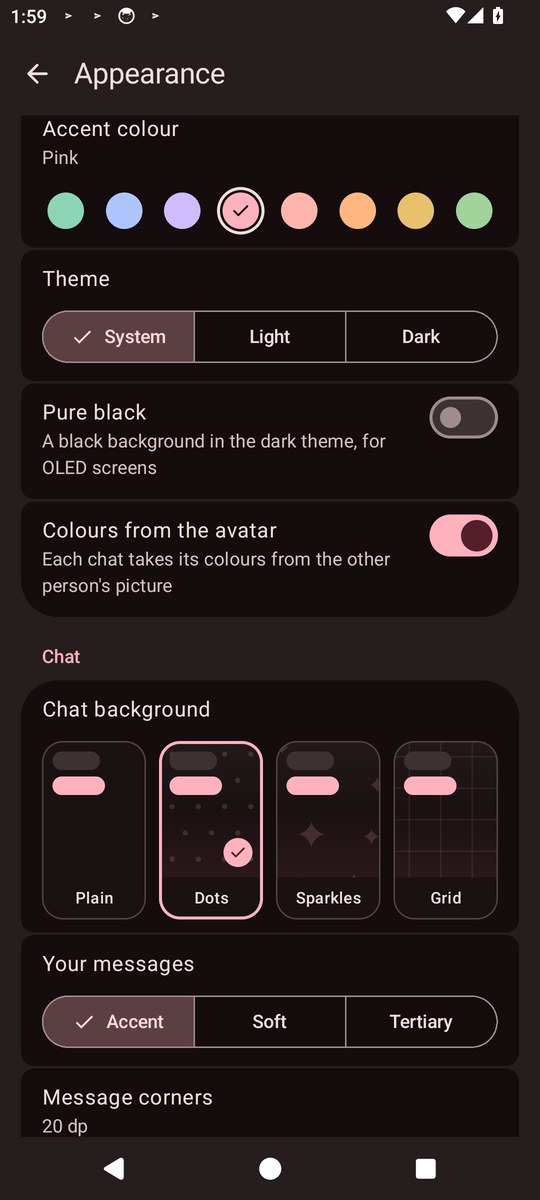 1:59
Appearance
Accent colour
Pink
Theme
System
Light
Dark
Pure black
A black background in the dark theme, for
OLED screens
Colours from the avatar
Each chat takes its colours from the other
person's picture
Chat
Chat background
Plain
Dots
Sparkles
Grid
Your messages
Accent
Soft
Tertiary
Message corners
20 dp